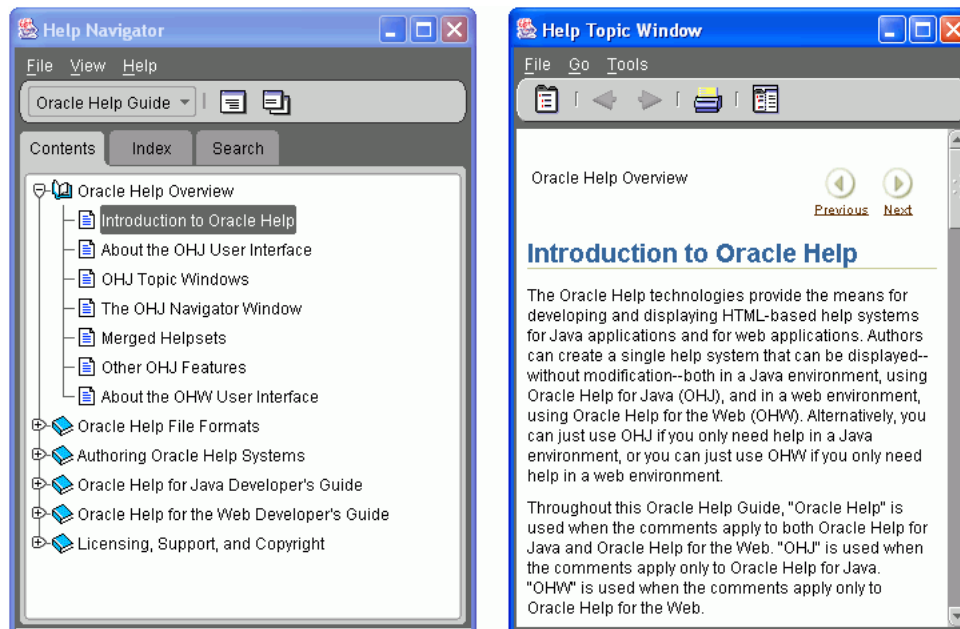 Help Navigator
File View Help
Oracle Help Guide
Contents Index Search
Oracle Help Overview
Introduction to Oracle Help
About the OHJ User Interface
OHJ Topic Windows
The OHJ Navigator Window
Merged Helpsets
Other OHJ Features
About the OHW User Interface
Oracle Help File Formats
Authoring Oracle Help Systems
Oracle Help for Java Developer's Guide
Oracle Help for the Web Developer's Guide
Licensing, Support, and Copyright
Help Topic Window
File Go Tools
Oracle Help Overview
Previous Next
Introduction to Oracle Help
The Oracle Help technologies provide the means for
developing and displaying HTML-based help systems
for Java applications and for web applications. Authors
can create a single help system that can be displayed--
without modification--both in a Java environment, using
Oracle Help for Java (OHJ), and in a web environment,
using Oracle Help for the Web (OHW). Alternatively, you
can just use OHJ if you only need help in a Java
environment, or you can just use OHW if you only need
help in a web environment.
Throughout this Oracle Help Guide, "Oracle Help" is
used when the comments apply to both Oracle Help for
Java and Oracle Help for the Web. "OHJ" is used when
the comments apply only to Oracle Help for Java.
"OHW" is used when the comments apply only to
Oracle Help for the Web.